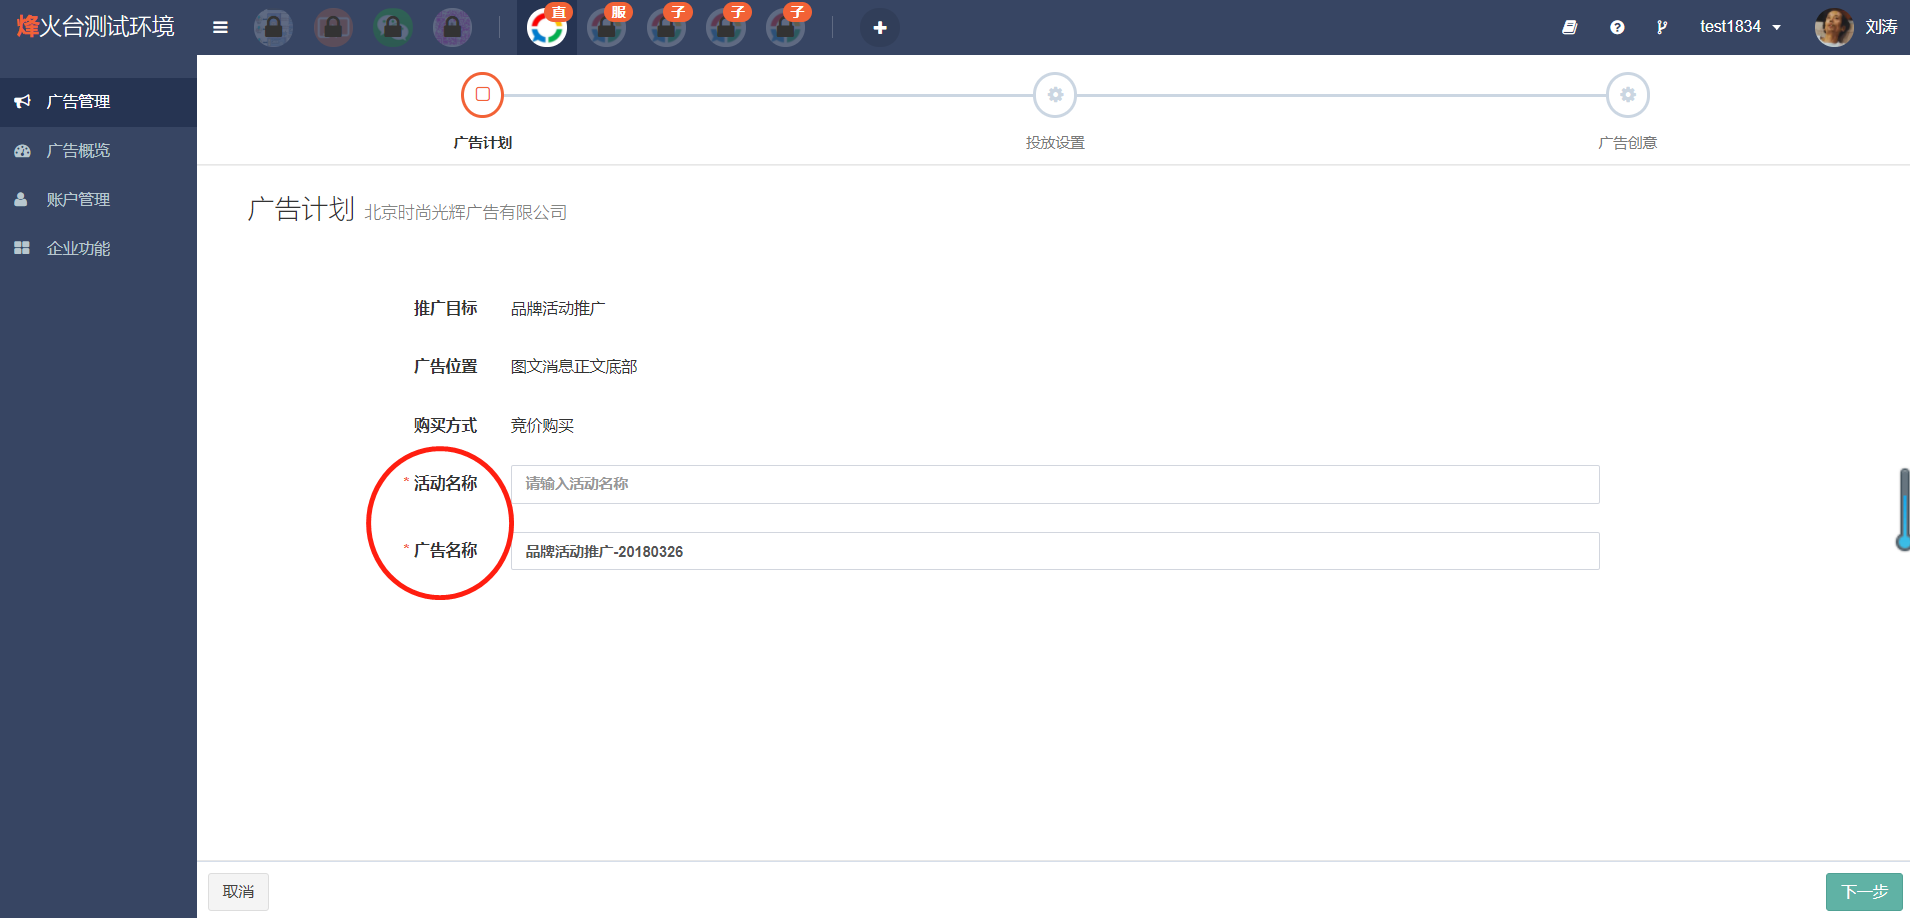 烽火台测试环境
直
服
子
子
子
test1834
刘涛
广告管理
广告概览
账户管理
企业功能
广告计划
投放设置
广告创意
广告计划 北京时尚光辉广告有限公司
推广目标 品牌活动推广
广告位置 图文消息正文底部
购买方式 竞价购买
* 活动名称 请输入活动名称
* 广告名称 品牌活动推广-20180326
取消
下一步